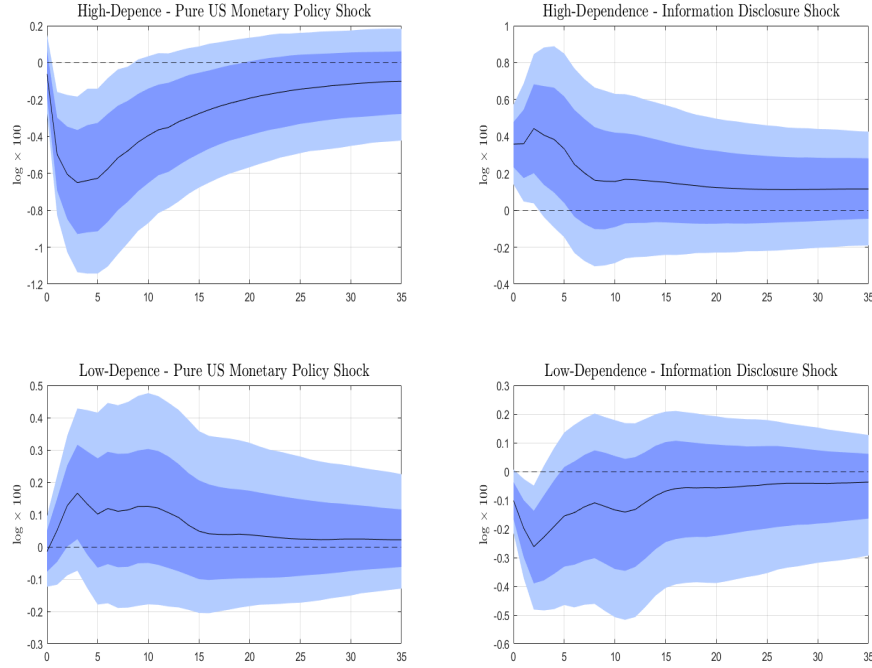 High-Depence - Pure US Monetary Policy Shock
0.2
0
-0.2
-0.4
-0.6
-0.8
-1
-1.2
log × 100
0 5 10 15 20 25 30 35
High-Dependence - Information Disclosure Shock
1
0.8
0.6
0.4
0.2
0
-0.2
-0.4
log × 100
0 5 10 15 20 25 30 35
Low-Depence - Pure US Monetary Policy Shock
0.5
0.4
0.3
0.2
0.1
0
-0.1
-0.2
-0.3
log × 100
0 5 10 15 20 25 30 35
Low-Dependence - Information Disclosure Shock
0.3
0.2
0.1
0
-0.1
-0.2
-0.3
-0.4
-0.5
-0.6
log × 100
0 5 10 15 20 25 30 35